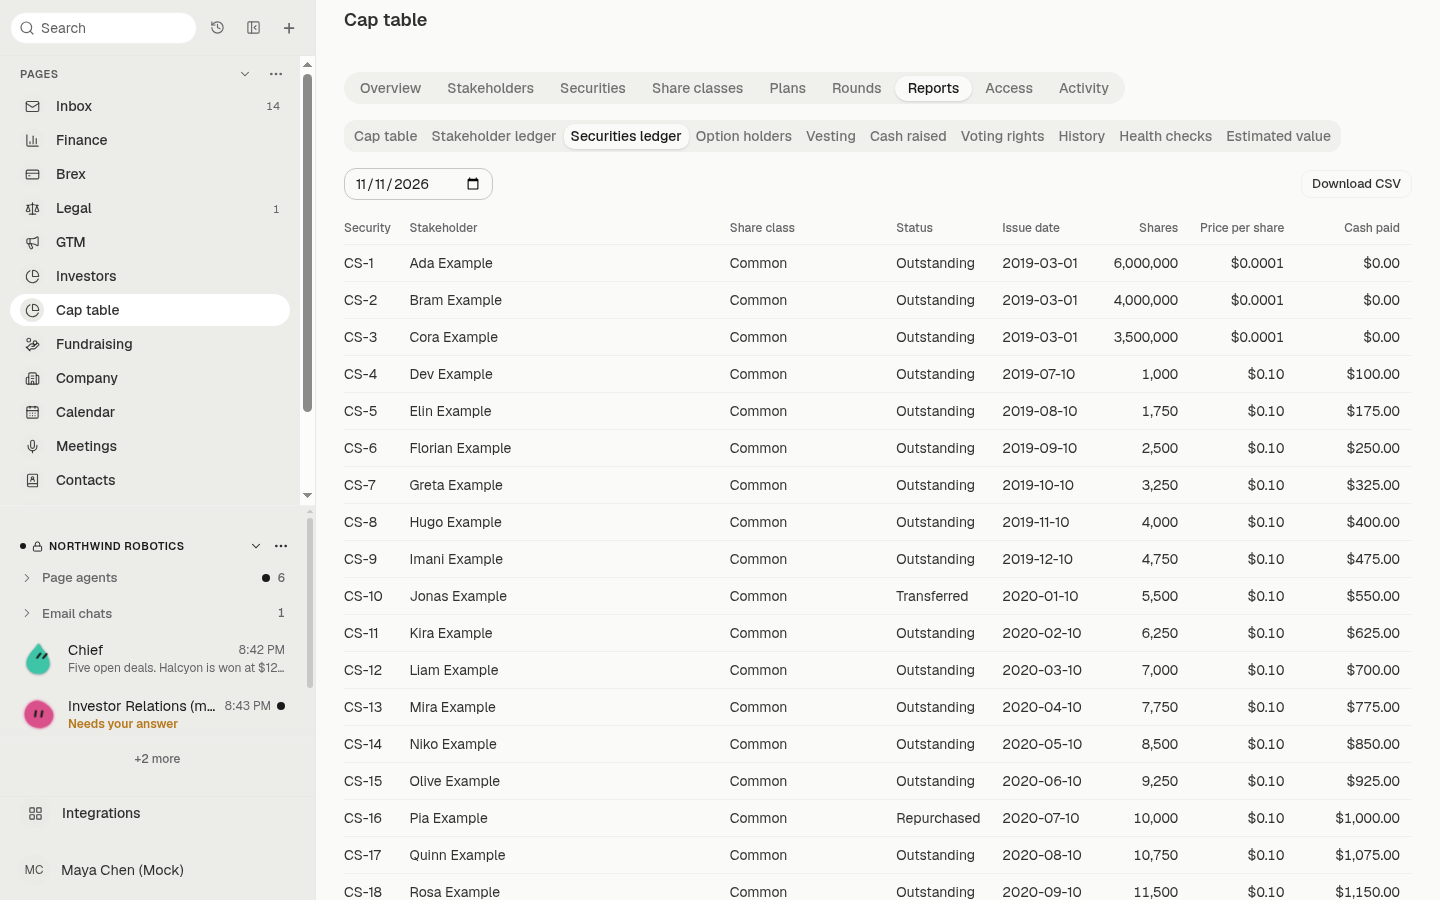 Search
PAGES
Inbox 14
Finance
Brex
Legal 1
GTM
Investors
Cap table
Fundraising
Company
Calendar
Meetings
Contacts
NORTHWIND ROBOTICS
Page agents 6
Email chats 1
Chief 8:42 PM
Five open deals. Halcyon is won at $12...
Investor Relations (m... 8:43 PM
Needs your answer
+2 more
Integrations
MC Maya Chen (Mock)
Cap table
Overview Stakeholders Securities Share classes Plans Rounds Reports Access Activity
Cap table Stakeholder ledger Securities ledger Option holders Vesting Cash raised Voting rights History Health checks Estimated value
11/11/2026 Download CSV
Security Stakeholder Share class Status Issue date Shares Price per share Cash paid
CS-1 Ada Example Common Outstanding 2019-03-01 6,000,000 $0.0001 $0.00
CS-2 Bram Example Common Outstanding 2019-03-01 4,000,000 $0.0001 $0.00
CS-3 Cora Example Common Outstanding 2019-03-01 3,500,000 $0.0001 $0.00
CS-4 Dev Example Common Outstanding 2019-07-10 1,000 $0.10 $100.00
CS-5 Elin Example Common Outstanding 2019-08-10 1,750 $0.10 $175.00
CS-6 Florian Example Common Outstanding 2019-09-10 2,500 $0.10 $250.00
CS-7 Greta Example Common Outstanding 2019-10-10 3,250 $0.10 $325.00
CS-8 Hugo Example Common Outstanding 2019-11-10 4,000 $0.10 $400.00
CS-9 Imani Example Common Outstanding 2019-12-10 4,750 $0.10 $475.00
CS-10 Jonas Example Common Transferred 2020-01-10 5,500 $0.10 $550.00
CS-11 Kira Example Common Outstanding 2020-02-10 6,250 $0.10 $625.00
CS-12 Liam Example Common Outstanding 2020-03-10 7,000 $0.10 $700.00
CS-13 Mira Example Common Outstanding 2020-04-10 7,750 $0.10 $775.00
CS-14 Niko Example Common Outstanding 2020-05-10 8,500 $0.10 $850.00
CS-15 Olive Example Common Outstanding 2020-06-10 9,250 $0.10 $925.00
CS-16 Pia Example Common Repurchased 2020-07-10 10,000 $0.10 $1,000.00
CS-17 Quinn Example Common Outstanding 2020-08-10 10,750 $0.10 $1,075.00
CS-18 Rosa Example Common Outstanding 2020-09-10 11,500 $0.10 $1,150.00